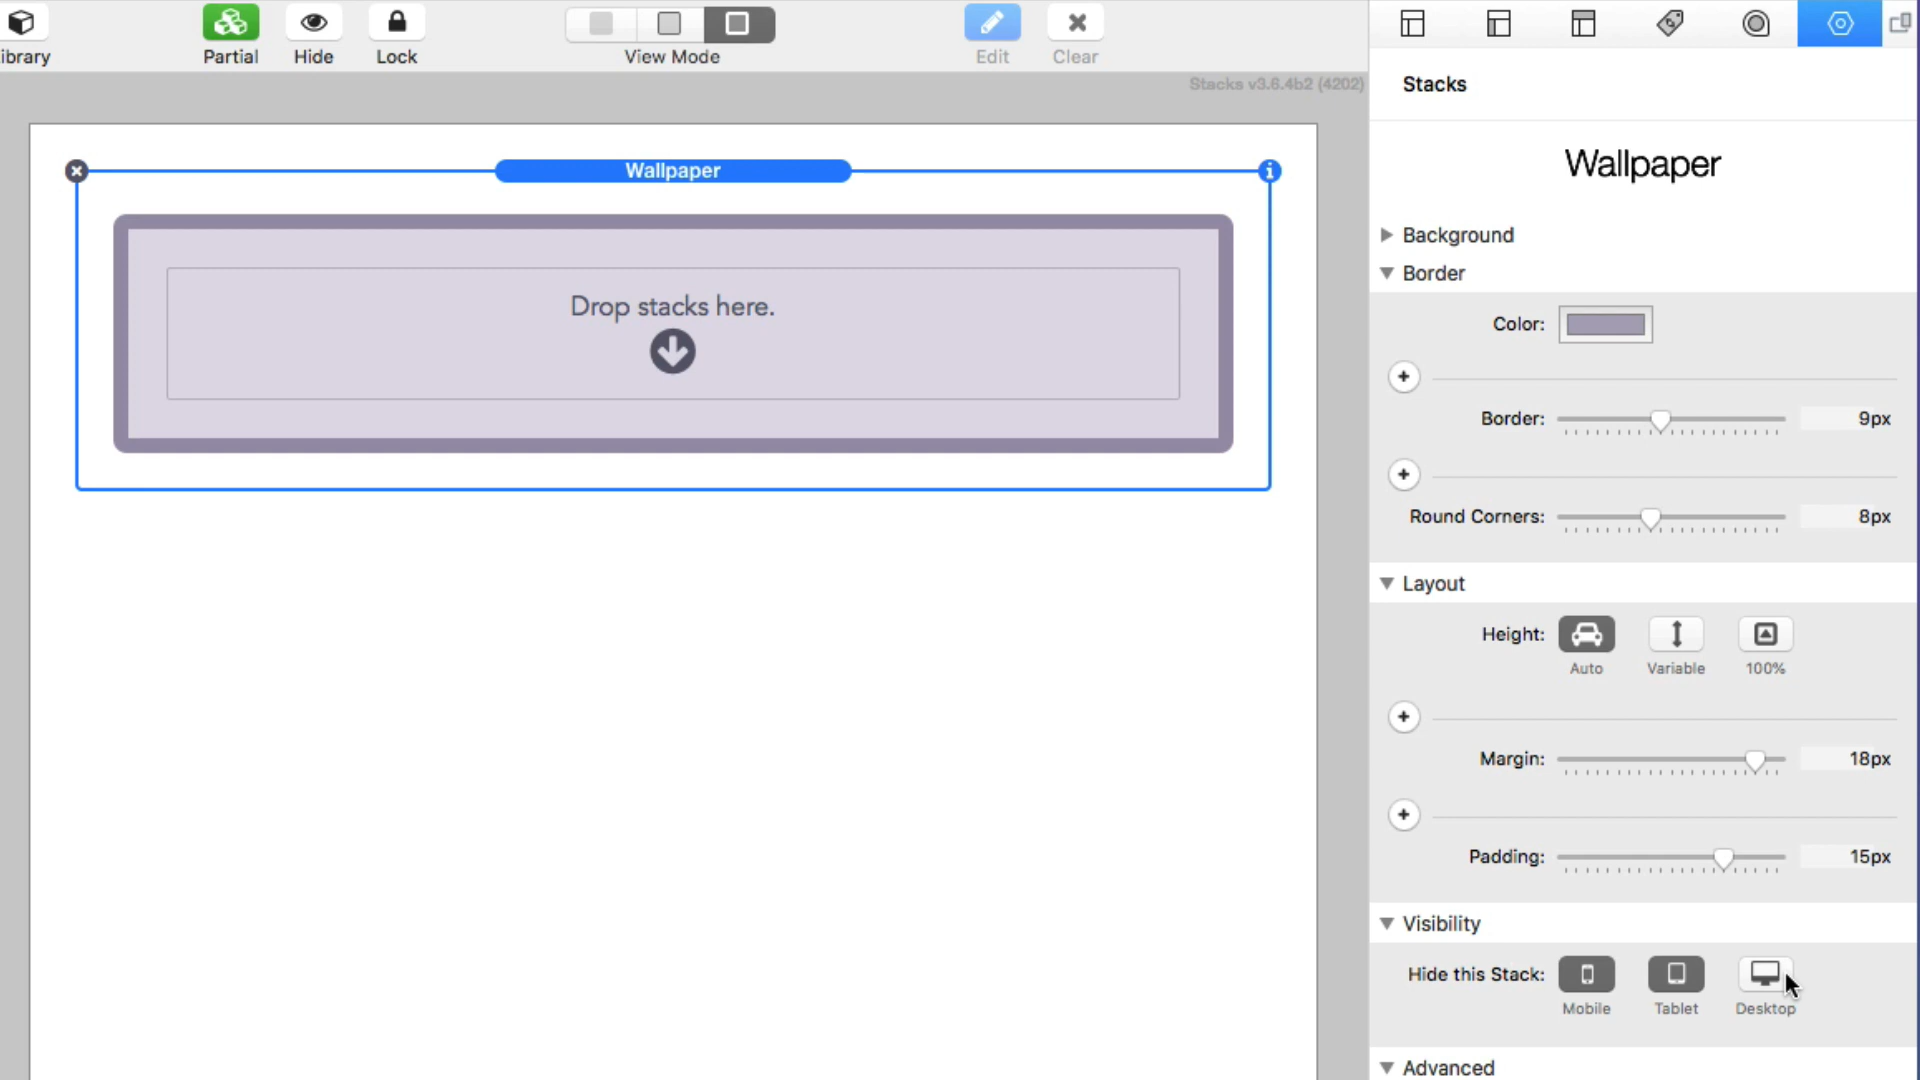 ibrary
Partial
Hide
Lock
View Mode
Edit
Clear
Stacks v3.6.4b2 (4202)
Wallpaper
Drop stacks here.
Stacks
Wallpaper
Background
Border
Color:
Border:
9px
Round Corners:
8px
Layout
Height:
Auto
Variable
100%
Margin:
18px
Padding:
15px
Visibility
Hide this Stack:
Mobile
Tablet
Desktop
Advanced